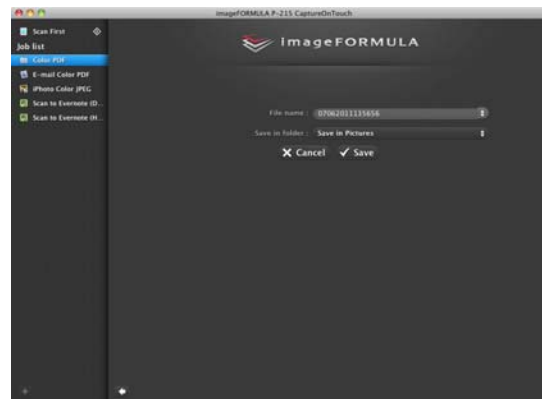 imageFORMULA P-215 CaptureOnTouch
Scan First
Job list
Color PDF
E-mail Color PDF
iPhoto Color JPEG
Scan to Evernote (D...
Scan to Evernote (H...
imageFORMULA
File name : 07062011135656
Save in folder : Save in Pictures
Cancel Save